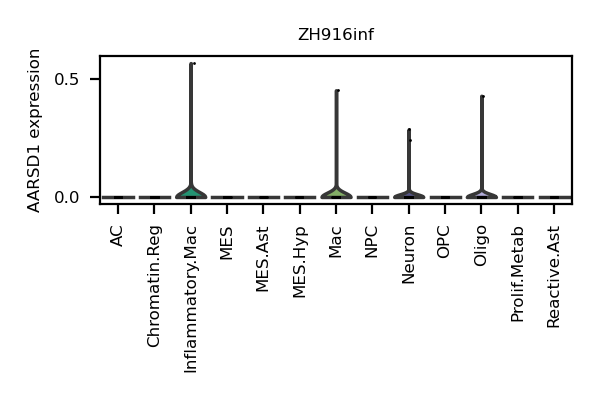 ZH916inf
AARSD1 expression
0.5
0.0
AC
Chromatin.Reg
Inflammatory.Mac
MES
MES.Ast
MES.Hyp
Mac
NPC
Neuron
OPC
Oligo
Prolif.Metab
Reactive.Ast